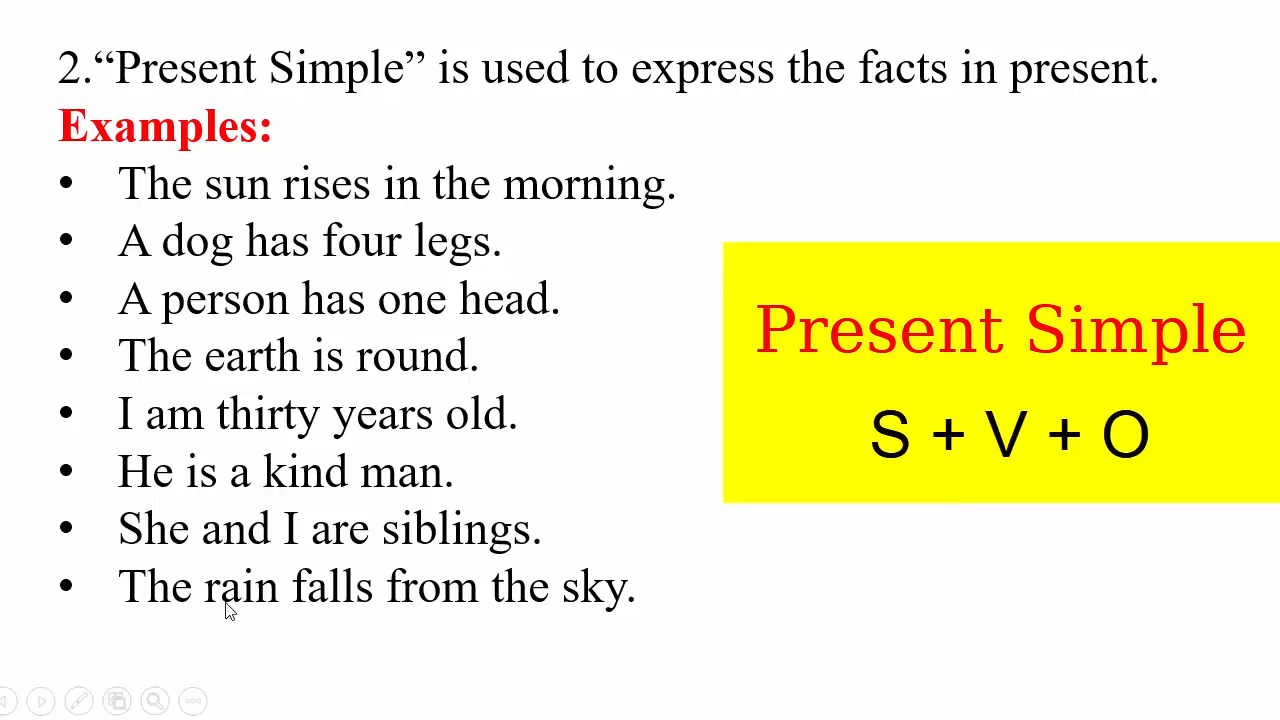 2.“Present Simple” is used to express the facts in present.
Examples:
• The sun rises in the morning.
• A dog has four legs.
• A person has one head.
• The earth is round.
• I am thirty years old.
• He is a kind man.
• She and I are siblings.
• The rain falls from the sky.
Present Simple
S + V + O